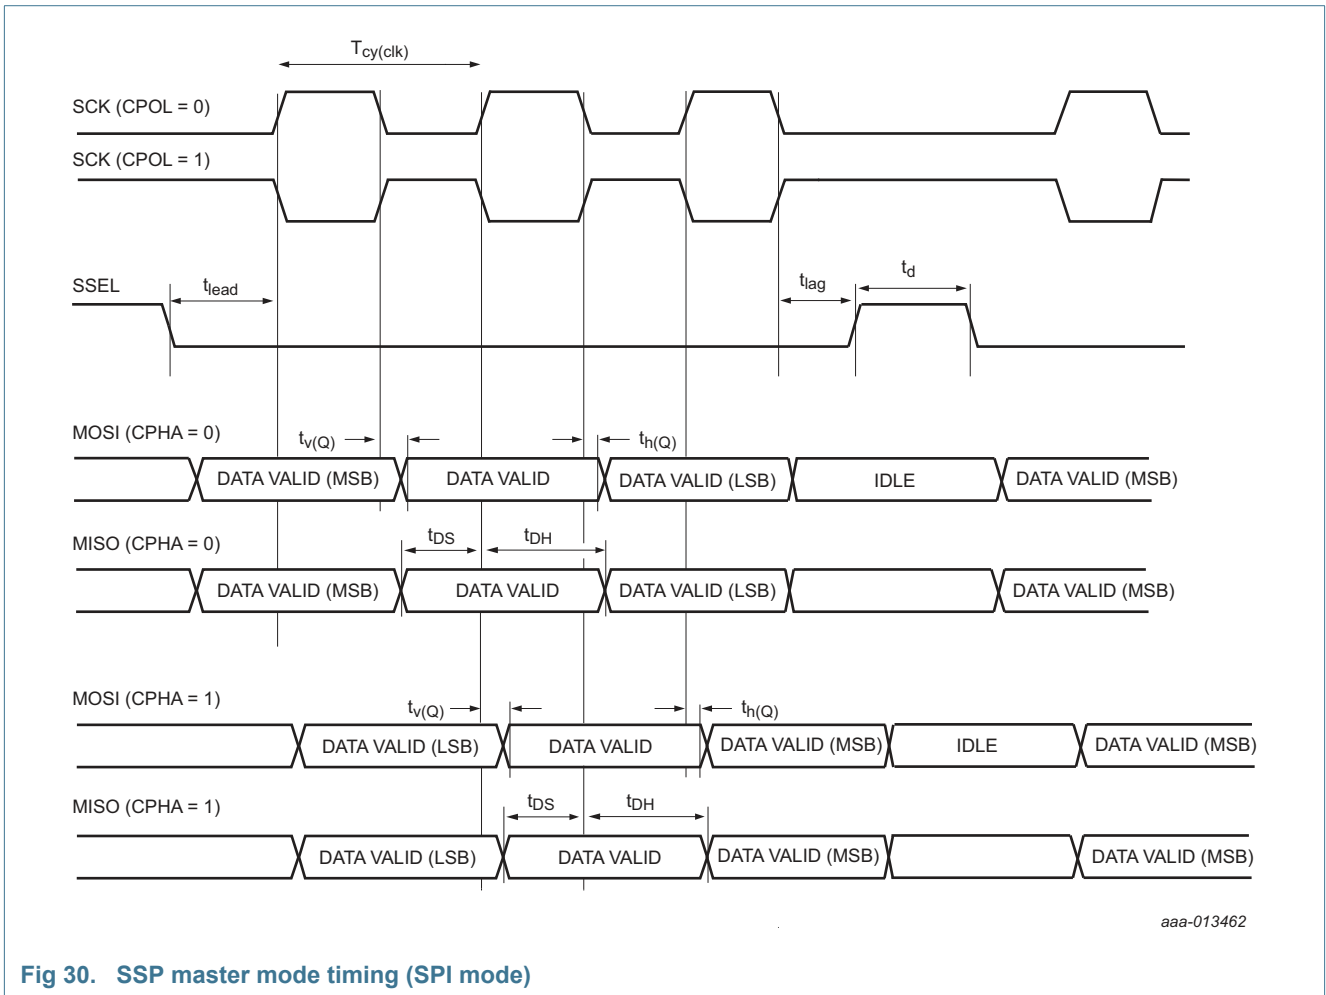 Tcy(clk)
SCK (CPOL = 0)
SCK (CPOL = 1)
SSEL
tlead
tlag
td
MOSI (CPHA = 0)
tv(Q)
th(Q)
DATA VALID (MSB) DATA VALID DATA VALID (LSB) IDLE DATA VALID (MSB)
MISO (CPHA = 0)
tDS
tDH
DATA VALID (MSB) DATA VALID DATA VALID (LSB) DATA VALID (MSB)
MOSI (CPHA = 1)
tv(Q)
th(Q)
DATA VALID (LSB) DATA VALID DATA VALID (MSB) IDLE DATA VALID (MSB)
MISO (CPHA = 1)
tDS
tDH
DATA VALID (LSB) DATA VALID DATA VALID (MSB) DATA VALID (MSB)
aaa-013462
Fig 30. SSP master mode timing (SPI mode)